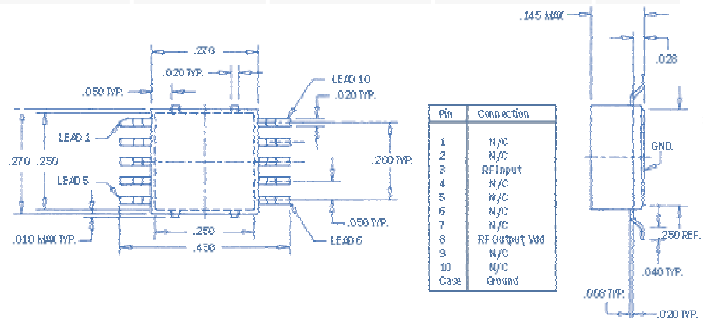 .145 MAX
.270
.028
.020 TYP.
.050 TYP.
LEAD 10
.020 TYP.
LEAD 1
.270 .250
.200 TYP.
LEAD 5
.050 TYP.
.010 MAX TYP.
.250
LEAD 6
.450
Pin Connection
1 N/C
2 N/C
3 RF Input
4 N/C
5 N/C
6 N/C
7 N/C
8 RF Output Vdd
9 N/C
10 N/C
Case Ground
GND.
.250 REF.
.040 TYP.
.006 TYP.
.020 TYP.